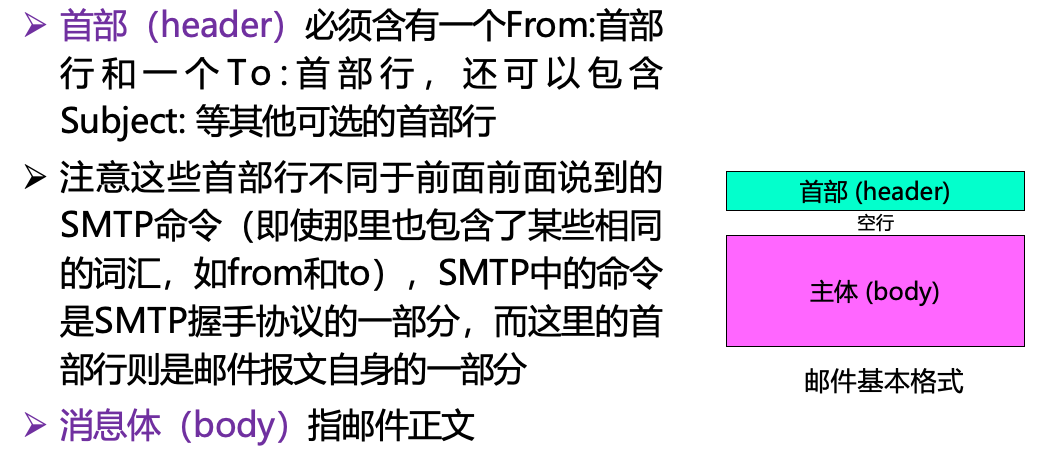 ➢ 首部（header）必须含有一个From:首部
行和一个To:首部行，还可以包含
Subject: 等其他可选的首部行
➢ 注意这些首部行不同于前面前面说到的
SMTP命令（即使那里也包含了某些相同
的词汇，如from和to），SMTP中的命令
是SMTP握手协议的一部分，而这里的首
部行则是邮件报文自身的一部分
➢ 消息体（body）指邮件正文
首部 (header)
空行
主体 (body)
邮件基本格式